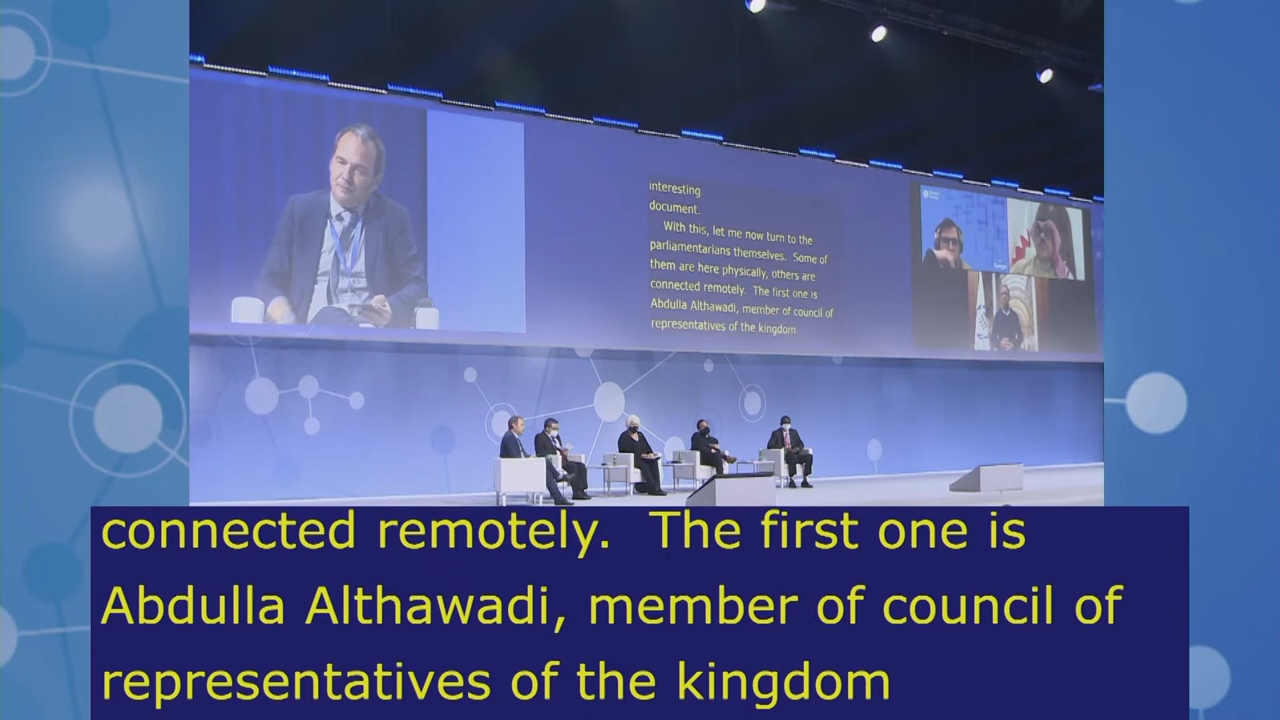 interesting
document.
With this, let me now turn to the
parliamentarians themselves. Some of
them are here physically, others are
connected remotely. The first one is
Abdulla Althawadi, member of council of
representatives of the kingdom
connected remotely. The first one is
Abdulla Althawadi, member of council of
representatives of the kingdom